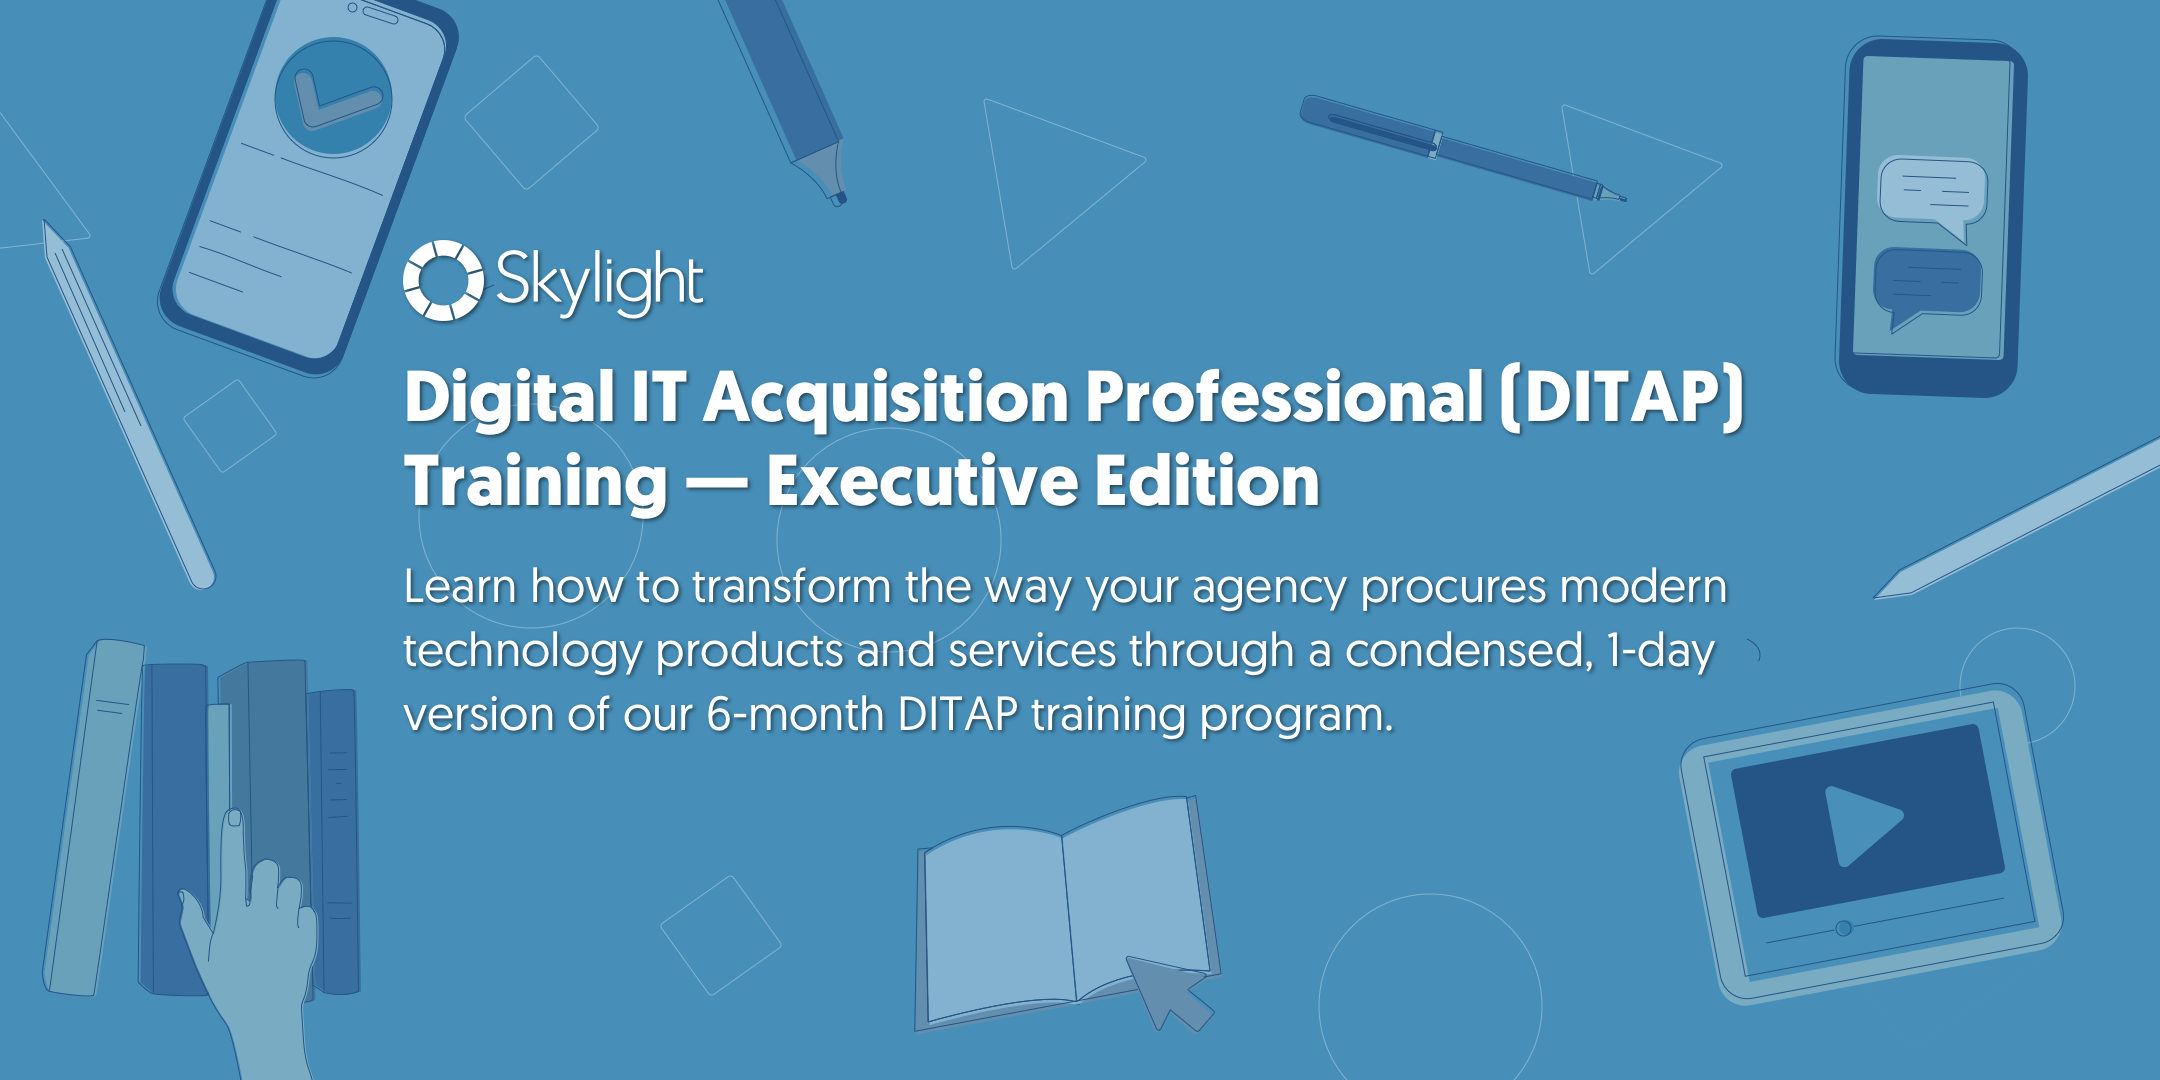 Skylight
Digital IT Acquisition Professional (DITAP)
Training — Executive Edition
Learn how to transform the way your agency procures modern
technology products and services through a condensed, 1-day
version of our 6-month DITAP training program.